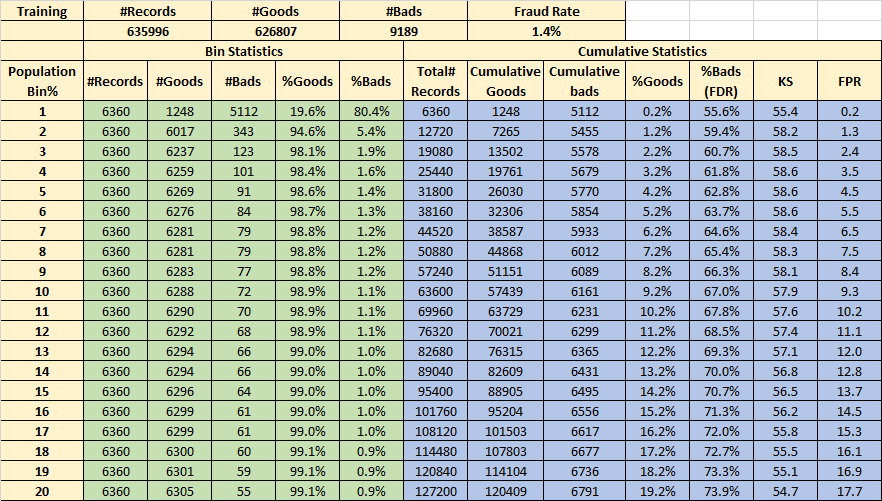 Training #Records #Goods #Bads Fraud Rate
635996 626807 9189 1.4%
Bin Statistics Cumulative Statistics
Population Bin% #Records #Goods #Bads %Goods %Bads Total# Records Cumulative Goods Cumulative bads %Goods %Bads (FDR) KS FPR
1 6360 1248 5112 19.6% 80.4% 6360 1248 5112 0.2% 55.6% 55.4 0.2
2 6360 6017 343 94.6% 5.4% 12720 7265 5455 1.2% 59.4% 58.2 1.3
3 6360 6237 123 98.1% 1.9% 19080 13502 5578 2.2% 60.7% 58.5 2.4
4 6360 6259 101 98.4% 1.6% 25440 19761 5679 3.2% 61.8% 58.6 3.5
5 6360 6269 91 98.6% 1.4% 31800 26030 5770 4.2% 62.8% 58.6 4.5
6 6360 6276 84 98.7% 1.3% 38160 32306 5854 5.2% 63.7% 58.6 5.5
7 6360 6281 79 98.8% 1.2% 44520 38587 5933 6.2% 64.6% 58.4 6.5
8 6360 6281 79 98.8% 1.2% 50880 44868 6012 7.2% 65.4% 58.3 7.5
9 6360 6283 77 98.8% 1.2% 57240 51151 6089 8.2% 66.3% 58.1 8.4
10 6360 6288 72 98.9% 1.1% 63600 57439 6161 9.2% 67.0% 57.9 9.3
11 6360 6290 70 98.9% 1.1% 69960 63729 6231 10.2% 67.8% 57.6 10.2
12 6360 6292 68 98.9% 1.1% 76320 70021 6299 11.2% 68.5% 57.4 11.1
13 6360 6294 66 99.0% 1.0% 82680 76315 6365 12.2% 69.3% 57.1 12.0
14 6360 6294 66 99.0% 1.0% 89040 82609 6431 13.2% 70.0% 56.8 12.8
15 6360 6296 64 99.0% 1.0% 95400 88905 6495 14.2% 70.7% 56.5 13.7
16 6360 6299 61 99.0% 1.0% 101760 95204 6556 15.2% 71.3% 56.2 14.5
17 6360 6299 61 99.0% 1.0% 108120 101503 6617 16.2% 72.0% 55.8 15.3
18 6360 6300 60 99.1% 0.9% 114480 107803 6677 17.2% 72.7% 55.5 16.1
19 6360 6301 59 99.1% 0.9% 120840 114104 6736 18.2% 73.3% 55.1 16.9
20 6360 6305 55 99.1% 0.9% 127200 120409 6791 19.2% 73.9% 54.7 17.7